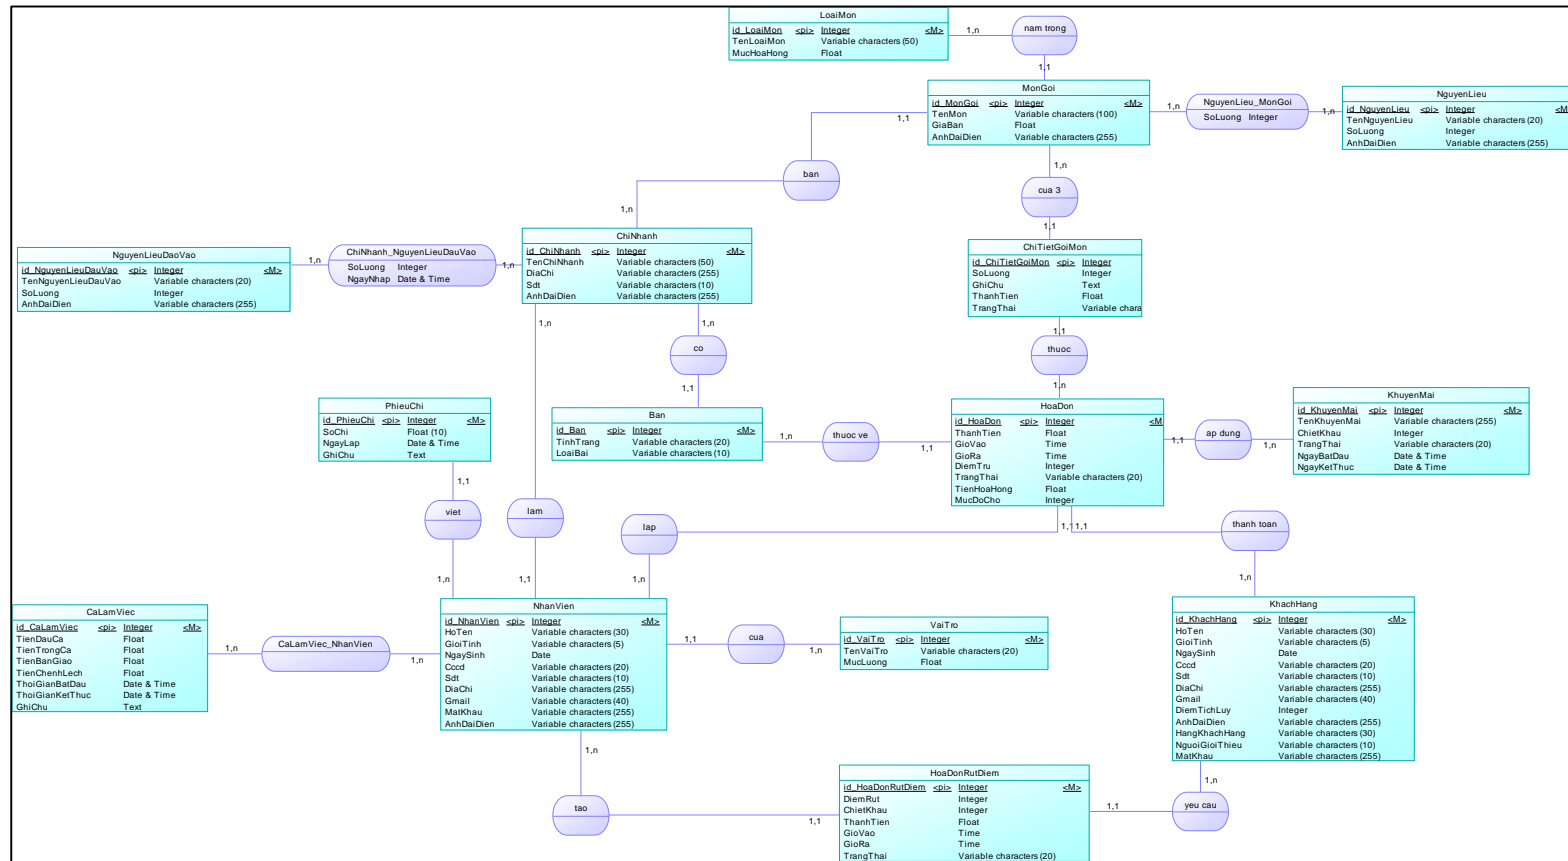 LoaiMon
id_LoaiMon <pi> Integer <M>
TenLoaiMon Variable characters (50)
MucHoaHong Float
1,n
nam trong
1,1
MonGoi
id_MonGoi <pi> Integer <M>
TenMon Variable characters (100)
GiaBan Float
AnhDaiDien Variable characters (255)
1,n
NguyenLieu_MonGoi
SoLuong Integer
1,n
NguyenLieu
id_NguyenLieu <pi> Integer <M
TenNguyenLieu Variable characters (20)
SoLuong Integer
AnhDaiDien Variable characters (255)
1,1
ban
1,n
1,n
cua 3
1,1
NguyenLieuDaoVao
id_NguyenLieuDauVao <pi> Integer <M>
TenNguyenLieuDauVao Variable characters (20)
SoLuong Integer
AnhDaiDien Variable characters (255)
1,n
ChiNhanh_NguyenLieuDauVao
SoLuong Integer
NgayNhap Date & Time
1,n
ChiNhanh
id_ChiNhanh <pi> Integer <M>
TenChiNhanh Variable characters (50)
DiaChi Variable characters (255)
Sdt Variable characters (10)
AnhDaiDien Variable characters (255)
ChiTietGoiMon
id_ChiTietGoiMon <pi> Integer
SoLuong Integer
GhiChu Text
ThanhTien Float
TrangThai Variable chara
1,n
1,n
co
1,1
1,1
thuoc
1,n
PhieuChi
id_PhieuChi <pi> Integer <M>
SoChi Float (10)
NgayLap Date & Time
GhiChu Text
Ban
id_Ban <pi> Integer <M>
TinhTrang Variable characters (20)
LoaiBai Variable characters (10)
1,n
thuoc ve
1,1
HoaDon
id_HoaDon <pi> Integer <M
ThanhTien Float
GioVao Time
GioRa Time
DiemTru Integer
TrangThai Variable characters (20)
TienHoaHong Float
MucDoCho Integer
1,1
ap dung
1,n
KhuyenMai
id_KhuyenMai <pi> Integer <M>
TenKhuyenMai Variable characters (255)
ChietKhau Integer
TrangThai Variable characters (20)
NgayBatDau Date & Time
NgayKetThuc Date & Time
1,1
viet
1,n
lam
1,1
lap
1,n
1,1
1,1
thanh toan
1,n
CaLamViec
id_CaLamViec <pi> Integer <M>
TienDauCa Float
TienTrongCa Float
TienBanGiao Float
TienChenhLech Float
ThoiGianBatDau Date & Time
ThoiGianKetThuc Date & Time
GhiChu Text
1,n
CaLamViec_NhanVien
1,n
NhanVien
id_NhanVien <pi> Integer <M>
HoTen Variable characters (30)
GioiTinh Variable characters (5)
NgaySinh Date
Cccd Variable characters (20)
Sdt Variable characters (10)
DiaChi Variable characters (255)
Gmail Variable characters (40)
MatKhau Variable characters (255)
AnhDaiDien Variable characters (255)
1,1
cua
1,n
VaiTro
id_VaiTro <pi> Integer <M>
TenVaiTro Variable characters (20)
MucLuong Float
KhachHang
id_KhachHang <pi> Integer <M>
HoTen Variable characters (30)
GioiTinh Variable characters (5)
NgaySinh Date
Cccd Variable characters (20)
Sdt Variable characters (10)
DiaChi Variable characters (255)
Gmail Variable characters (40)
DiemTichLuy Integer
AnhDaiDien Variable characters (255)
HangKhachHang Variable characters (30)
NguoiGioiThieu Variable characters (10)
MatKhau Variable characters (255)
1,n
tao
1,1
HoaDonRutDiem
id_HoaDonRutDiem <pi> Integer <M>
DiemRut Integer
ChietKhau Integer
ThanhTien Float
GioVao Time
GioRa Time
TrangThai Variable characters (20)
1,1
yeu cau
1,n